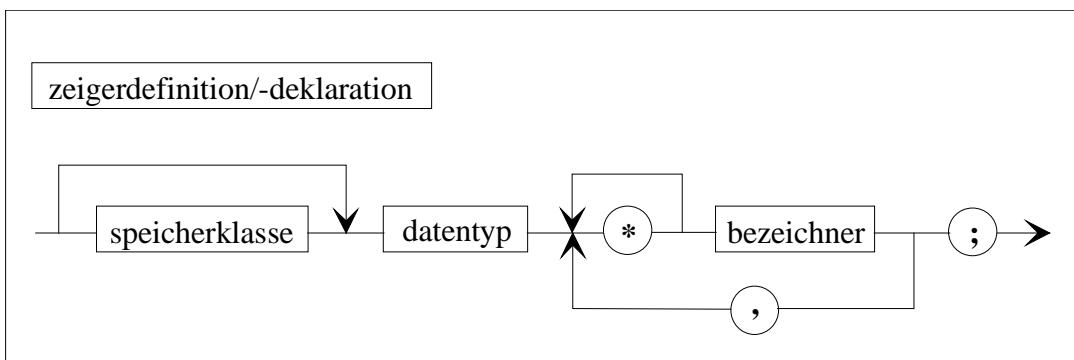 zeigerdefinition/-deklaration
speicherklasse datentyp * bezeichner ;
,